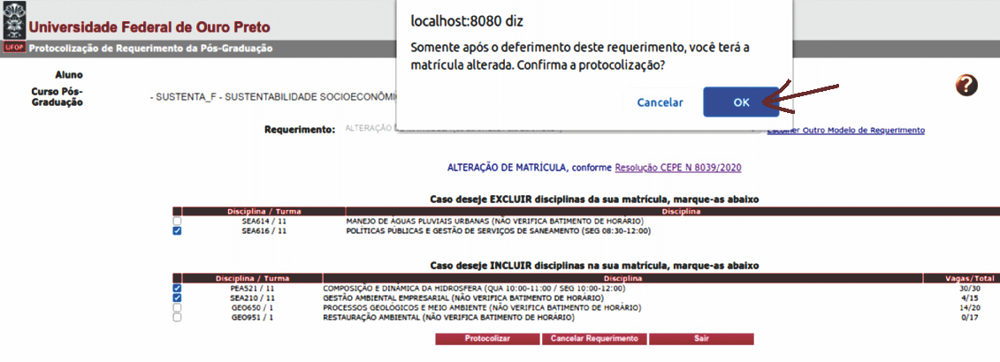 localhost:8080 diz
Somente após o deferimento deste requerimento, você terá a
matrícula alterada. Confirma a protocolização?
Cancelar OK
Universidade Federal de Ouro Preto
UFOP Protocolização de Requerimento da Pós-Graduação
?
Aluno
Curso Pós-
Graduação
- SUSTENTA_F - SUSTENTABILIDADE SOCIOECONÔMI
Requerimento: ALTERAÇÃO Escolher Outro Modelo de Requerimento
ALTERAÇÃO DE MATRÍCULA, conforme Resolução CEPE N 8039/2020
Caso deseje EXCLUIR disciplinas da sua matrícula, marque-as abaixo
Disciplina / Turma Disciplina
SEA614 / 11 MANEJO DE ÁGUAS PLUVIAIS URBANAS (NÃO VERIFICA BATIMENTO DE HORÁRIO)
SEA616 / 11 POLÍTICAS PÚBLICAS E GESTÃO DE SERVIÇOS DE SANEAMENTO (SEG 08:30-12:00)
Caso deseje INCLUIR disciplinas na sua matrícula, marque-as abaixo
Disciplina / Turma Disciplina Vagas/Total
PEA521 / 11 COMPOSIÇÃO E DINÂMICA DA HIDROSFERA (QUA 10:00-11:00 / SEG 10:00-12:00) 30/30
SEA210 / 11 GESTÃO AMBIENTAL EMPRESARIAL (NÃO VERIFICA BATIMENTO DE HORÁRIO) 4/15
GEO650 / 1 PROCESSOS GEOLÓGICOS E MEIO AMBIENTE (NÃO VERIFICA BATIMENTO DE HORÁRIO) 14/20
GEO951 / 1 RESTAURAÇÃO AMBIENTAL (NÃO VERIFICA BATIMENTO DE HORÁRIO) 0/17
Protocolizar Cancelar Requerimento Sair